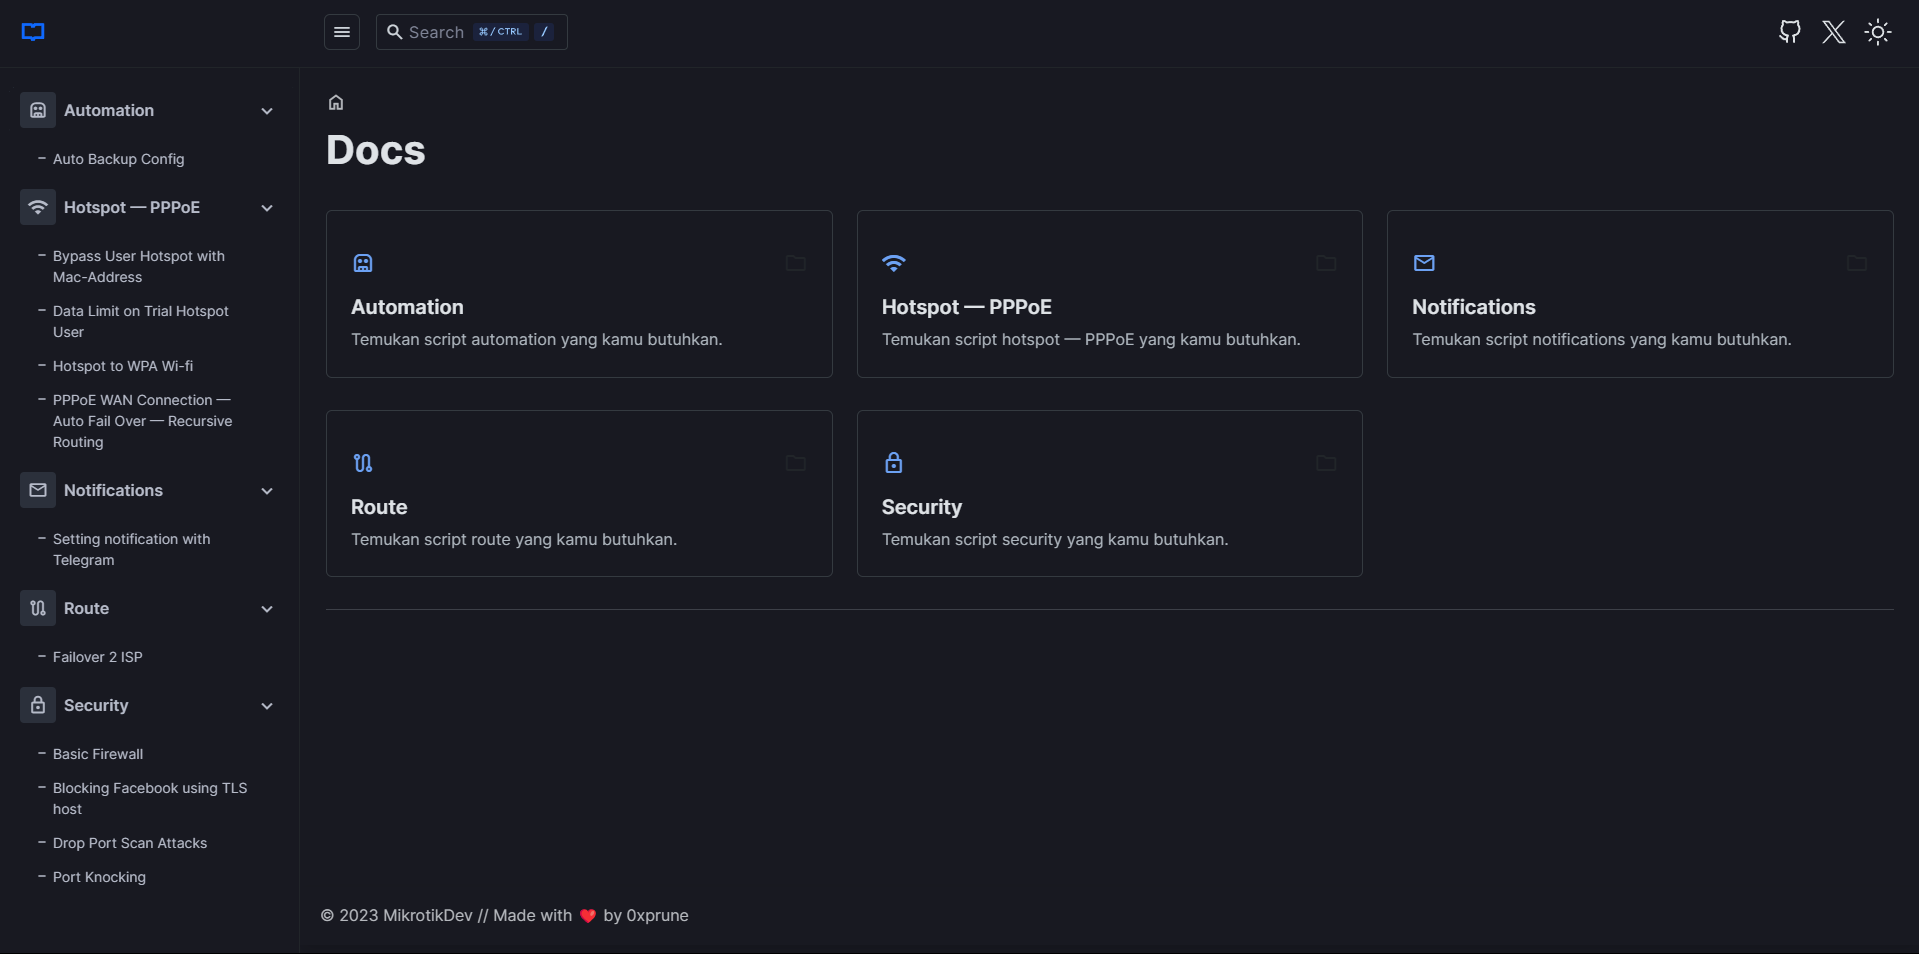 Search ⌘/CTRL /
Automation
Auto Backup Config
Hotspot — PPPoE
Bypass User Hotspot with
Mac-Address
Data Limit on Trial Hotspot
User
Hotspot to WPA Wi-fi
PPPoE WAN Connection —
Auto Fail Over — Recursive
Routing
Notifications
Setting notification with
Telegram
Route
Failover 2 ISP
Security
Basic Firewall
Blocking Facebook using TLS
host
Drop Port Scan Attacks
Port Knocking
Docs
Automation
Temukan script automation yang kamu butuhkan.
Hotspot — PPPoE
Temukan script hotspot — PPPoE yang kamu butuhkan.
Notifications
Temukan script notifications yang kamu butuhkan.
Route
Temukan script route yang kamu butuhkan.
Security
Temukan script security yang kamu butuhkan.
© 2023 MikrotikDev // Made with ❤️ by 0xprune